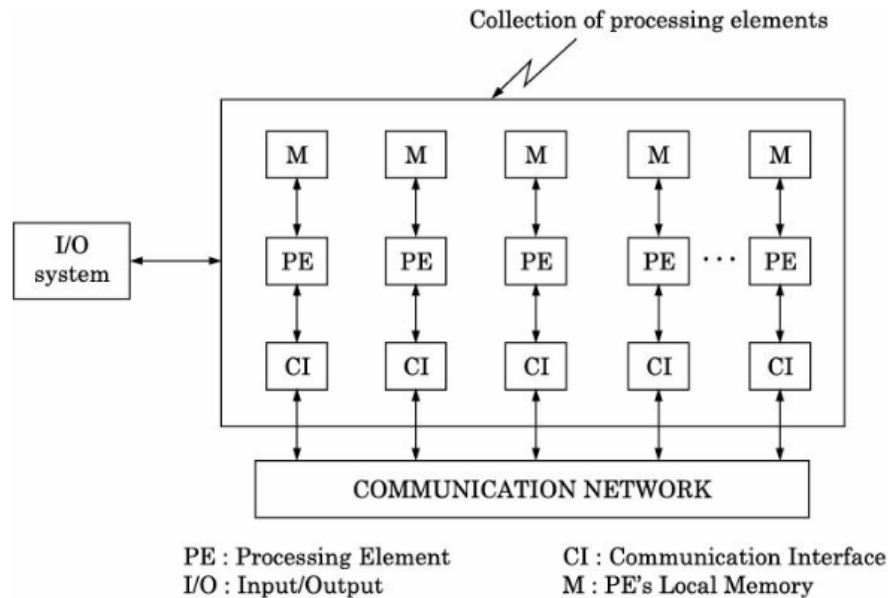 Collection of processing elements
M M M M M
I/O
system
PE PE PE PE ... PE
CI CI CI CI CI
COMMUNICATION NETWORK
PE : Processing Element CI : Communication Interface
I/O : Input/Output M : PE's Local Memory